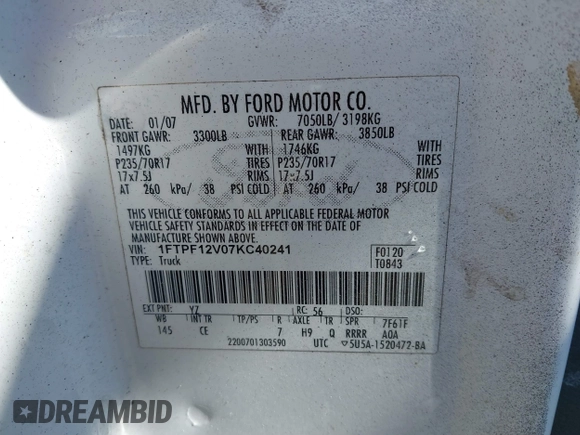 MFD. BY FORD MOTOR CO.
DATE: 01/07 GVWR: 7050LB/ 3198KG
FRONT GAWR: 3300LB REAR GAWR: 3850LB
1497KG WITH 1746KG WITH
P235/70R17 TIRES P235/70R17 TIRES
17x7.5J RIMS 17x7.5J RIMS
AT 260 kPa/ 38 PSI COLD AT 260 kPa/ 38 PSI COLD
THIS VEHICLE CONFORMS TO ALL APPLICABLE FEDERAL MOTOR
VEHICLE SAFETY STANDARDS IN EFFECT ON THE DATE OF
MANUFACTURE SHOWN ABOVE.
VIN: 1FTPF12V07KC40241 F0120
TYPE: Truck T0843
EXT PNT: YZ RC: 56 DSO:
WB INT TR TP/PS R AXLE TR SPR 7F61F
145 CE 7 H9 Q RRRR AOA
2200701303590 UTC 5U5A-1520472-BA
Ford
DREAMBID